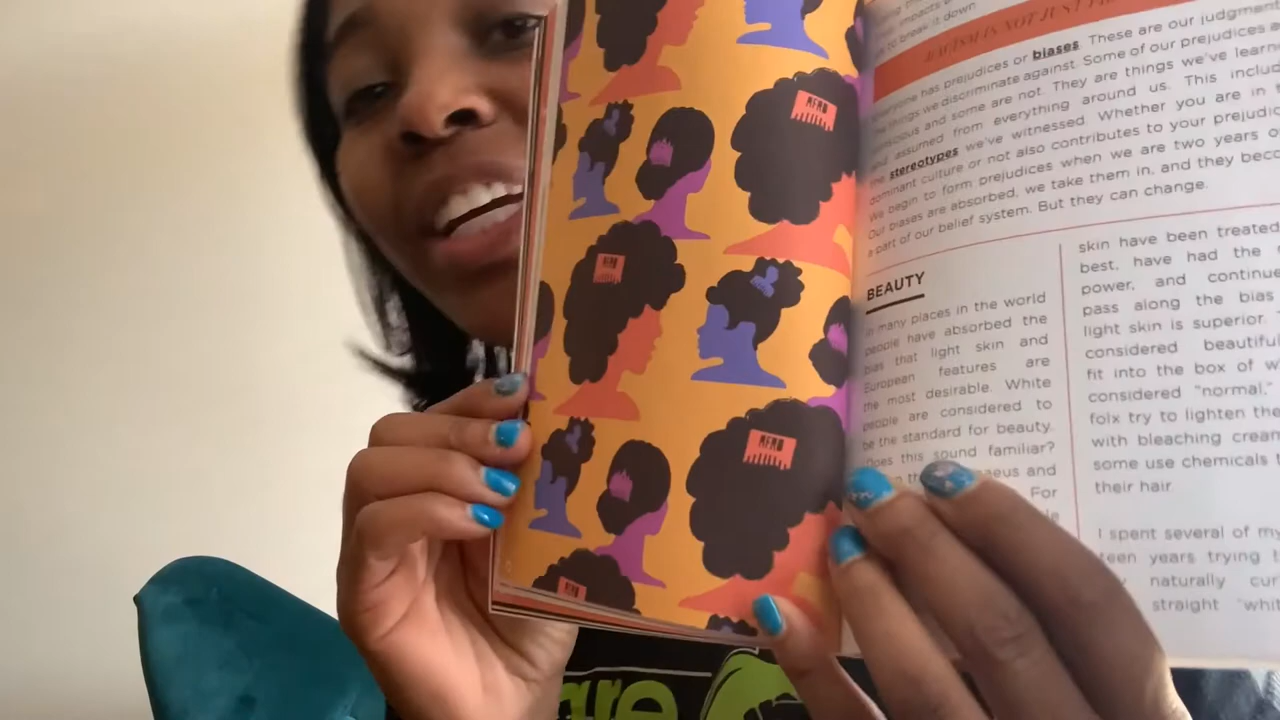 AFRO
AFRO
AFRO
impacts
to break it down
RACISM IS NOT JUST
has prejudices or biases. These are our judgment
the things we discriminate against. Some of our prejudices
and some are not. They are things we've learn
and assumed from everything around us. This includ
the stereotypes we've witnessed. Whether you are in
dominant culture or not also contributes to your prejudic
We begin to form prejudices when we are two years o
Our biases are absorbed, we take them in, and they beco
a part of our belief system. But they can change.
BEAUTY
In many places in the world
people have absorbed the
bias that light skin and
European features are
the most desirable. White
people are considered to
be the standard for beauty.
Does this sound familiar?
and
For
skin have been treated
best, have had the
power, and continue
pass along the bias
light skin is superior.
considered beautiful
fit into the box of w
considered "normal,"
folx try to lighten the
with bleaching cream
some use chemicals t
their hair.
I spent several of my
teen years trying
naturally cur
straight "whit
are